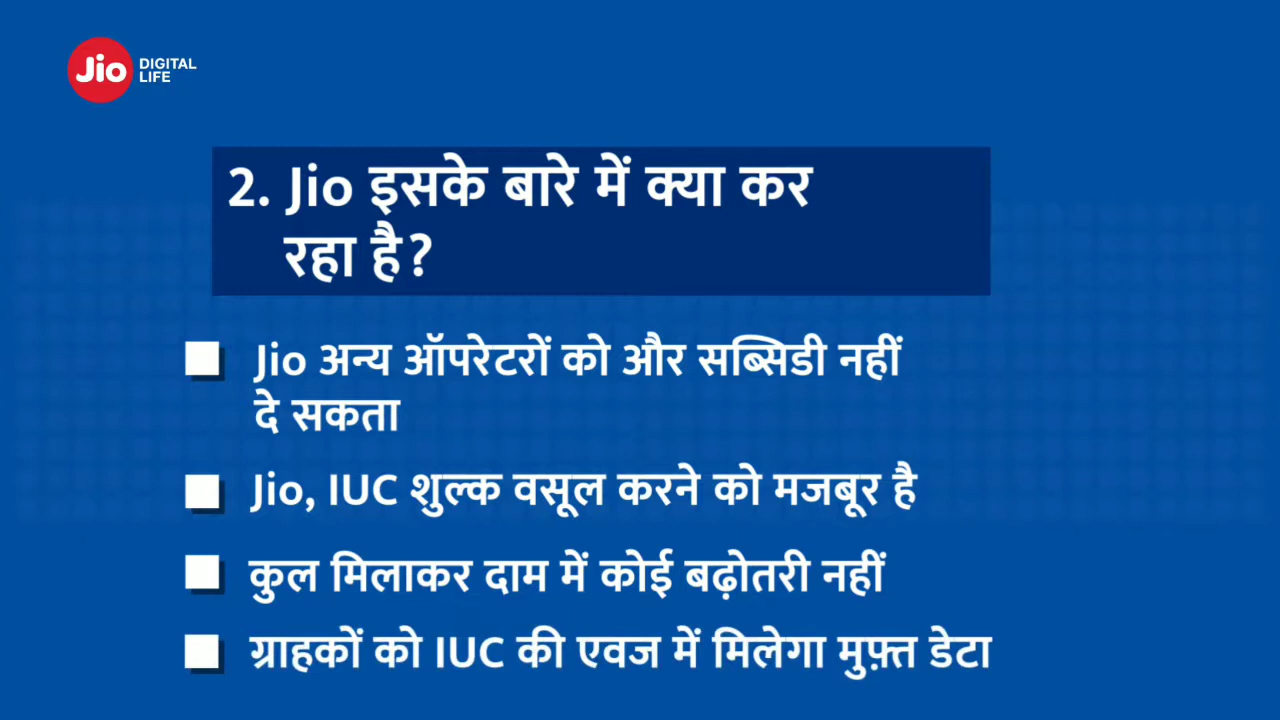 Jio DIGITAL
LIFE
2. Jio इसके बारे में क्या कर
रहा है?
Jio अन्य ऑपरेटरों को और सब्सिडी नहीं
दे सकता
Jio, IUC शुल्क वसूल करने को मजबूर है
कुल मिलाकर दाम में कोई बढ़ोतरी नहीं
ग्राहकों को IUC की एवज में मिलेगा मुफ़्त डेटा